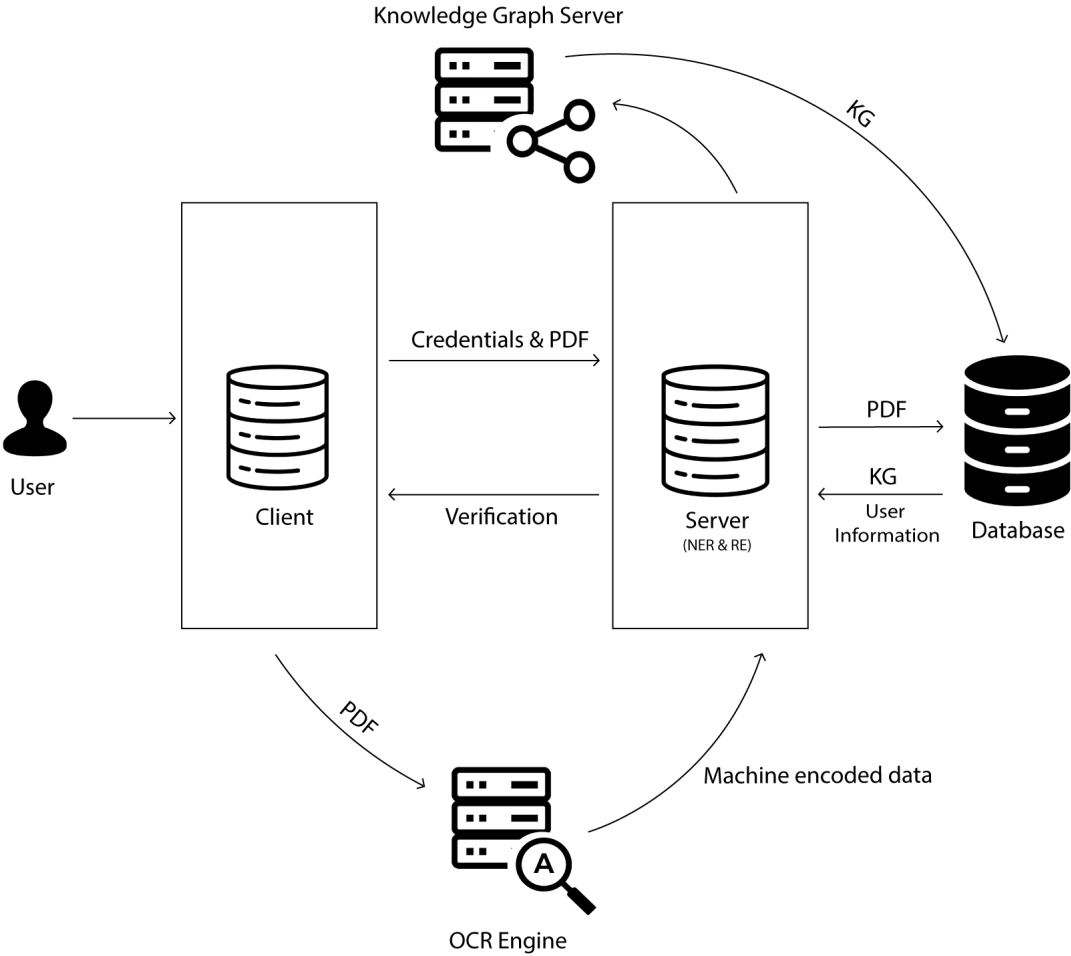 Knowledge Graph Server
KG
Credentials & PDF
PDF
User
Client
Verification
Server
(NER & RE)
KG
User
Information
Database
PDF
Machine encoded data
A
OCR Engine